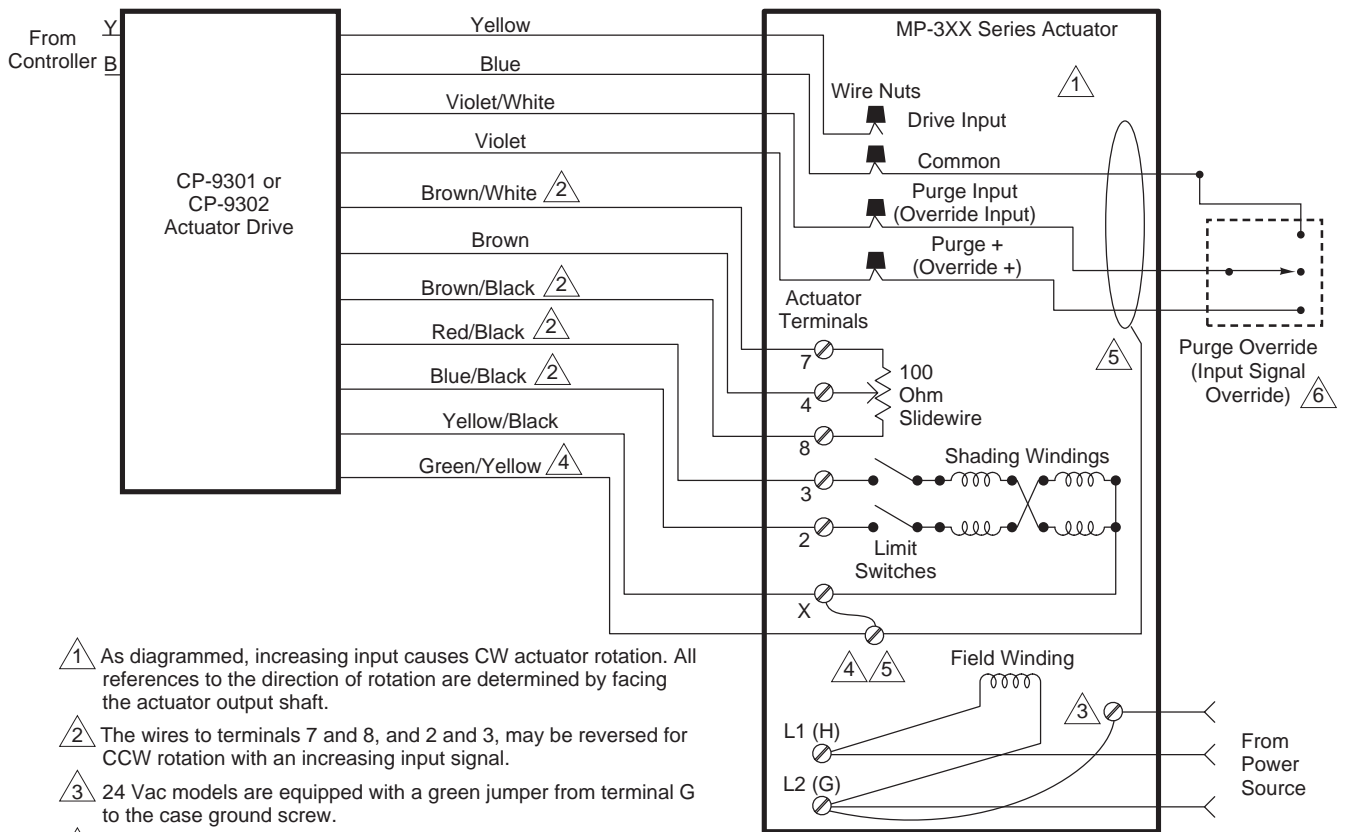 From
Controller
Y
B
CP-9301 or
CP-9302
Actuator Drive
Yellow
Blue
Violet/White
Violet
Brown/White 2
Brown
Brown/Black 2
Red/Black 2
Blue/Black 2
Yellow/Black
Green/Yellow 4
MP-3XX Series Actuator
1
Wire Nuts
Drive Input
Common
Purge Input
(Override Input)
Purge +
(Override +)
Actuator
Terminals
7
4
8
100
Ohm
Slidewire
5
Purge Override
(Input Signal
Override) 6
Shading Windings
3
2
Limit
Switches
X
4 5
Field Winding
3
L1 (H)
L2 (G)
From
Power
Source
1 As diagrammed, increasing input causes CW actuator rotation. All
references to the direction of rotation are determined by facing
the actuator output shaft.
2 The wires to terminals 7 and 8, and 2 and 3, may be reversed for
CCW rotation with an increasing input signal.
3 24 Vac models are equipped with a green jumper from terminal G
to the case ground screw.